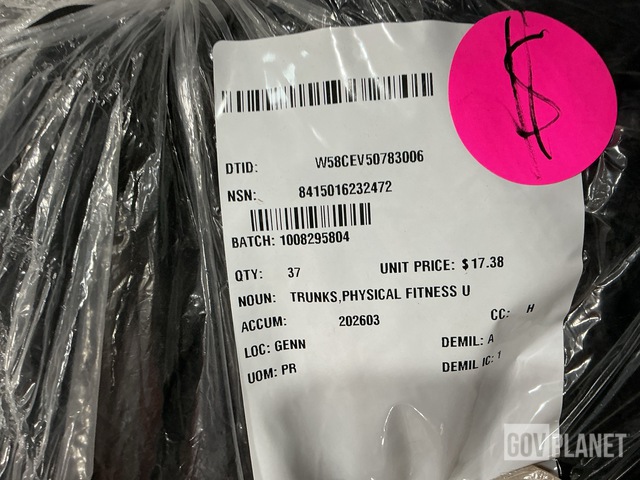 $
DTID: W58CEV50783006
NSN: 8415016232472
BATCH: 1008295804
QTY: 37 UNIT PRICE: $ 17.38
NOUN: TRUNKS,PHYSICAL FITNESS U
ACCUM: 202603 CC: H
LOC: GENN DEMIL: A
UOM: PR DEMIL IC: 1
GOVPLANET